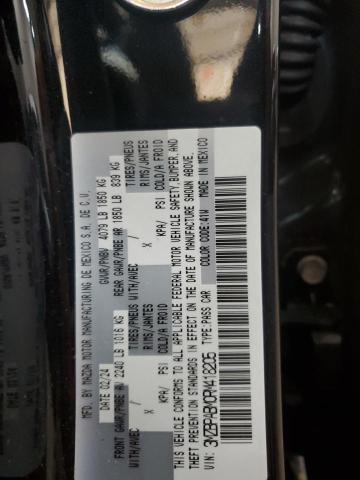 MFD. BY MAZDA MOTOR MANUFACTURING DE MEXICO S.A. DE C.V.
DATE 02/24 GVWR/PNBV 4079 LB 1850 KG
FRONT GAWR/PNBE AV 2240 LB 1016 KG REAR GAWR/PNBE AR 1850 LB 839 KG
WITH/AVEC / TIRES/PNEUS WITH/AVEC / TIRES/PNEUS
X RIMS/JANTES X RIMS/JANTES
KPA/ PSI COLD/A FROID KPA/ PSI COLD/A FROID
THIS VEHICLE CONFORMS TO ALL APPLICABLE FEDERAL MOTOR VEHICLE SAFETY, BUMPER, AND
THEFT PREVENTION STANDARDS IN EFFECT ON THE DATE OF MANUFACTURE SHOWN ABOVE.
VIN: 3MZBPABM0RM418205 TYPE:PASS CAR COLOR CODE:41W MADE IN MEXICO